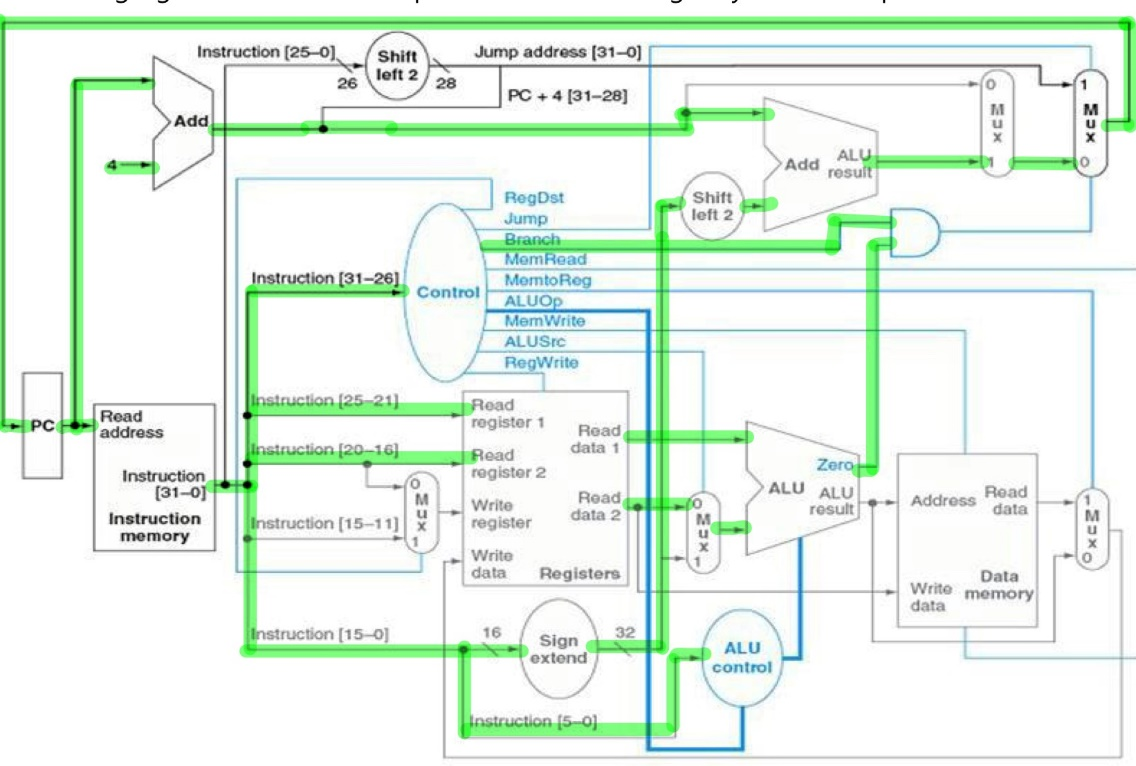 Instruction [25–0]
Shift
left 2
Jump address [31–0]
26
28
PC + 4 [31–28]
Add
4
0
M
u
x
1
1
M
u
x
0
Add
ALU
result
Shift
left 2
RegDst
Jump
Branch
MemRead
MemtoReg
ALUOp
MemWrite
ALUSrc
RegWrite
Control
Instruction [31–26]
PC
Read
address
Instruction
[31–0]
Instruction
memory
Instruction [25–21]
Instruction [20–16]
Instruction [15–11]
0
M
u
x
1
Read
register 1
Read
register 2
Write
register
Write
data
Read
data 1
Read
data 2
Registers
0
M
u
x
1
Zero
ALU
ALU
result
Address
Read
data
Write
data
Data
memory
1
M
u
x
0
Instruction [15–0]
16
Sign
extend
32
ALU
control
Instruction [5–0]